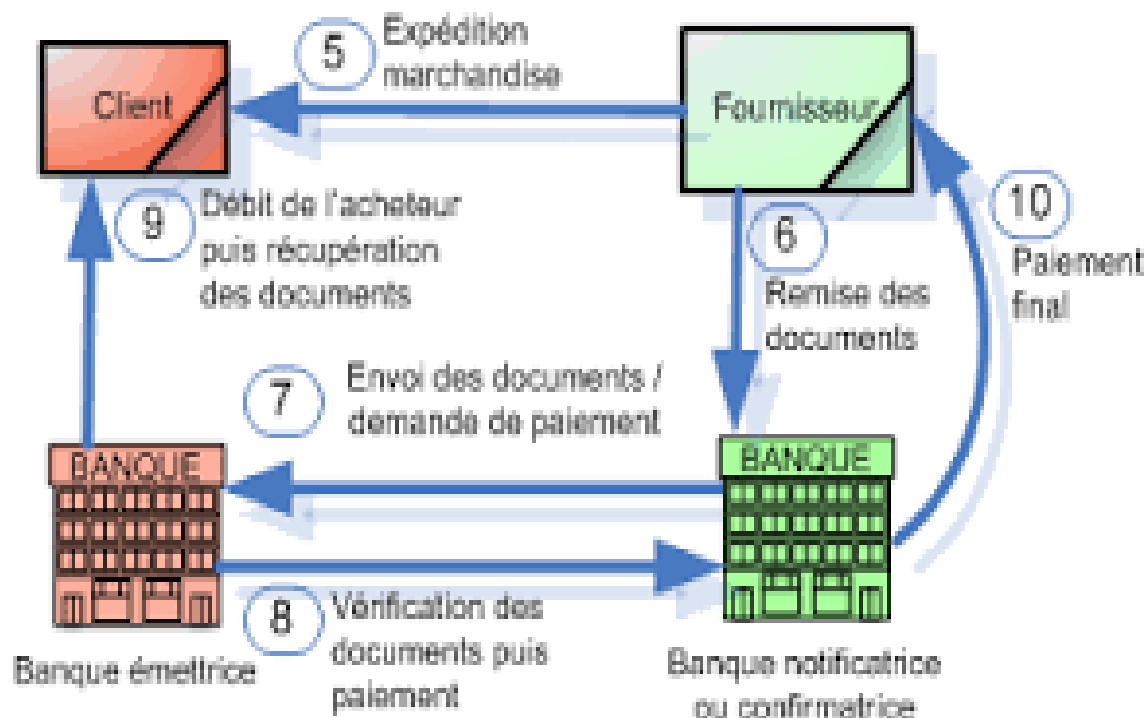 5
Expédition
marchandise
Client
Fournisseur
9
Débit de l'acheteur
puis récupération
des documents
6
Remise des
documents
10
Paiement
final
7
Envoi des documents /
demande de paiement
BANQUE
BANQUE
8
Vérification des
documents puis
paiement
Banque émettrice
Banque notificatrice
ou confirmatrice